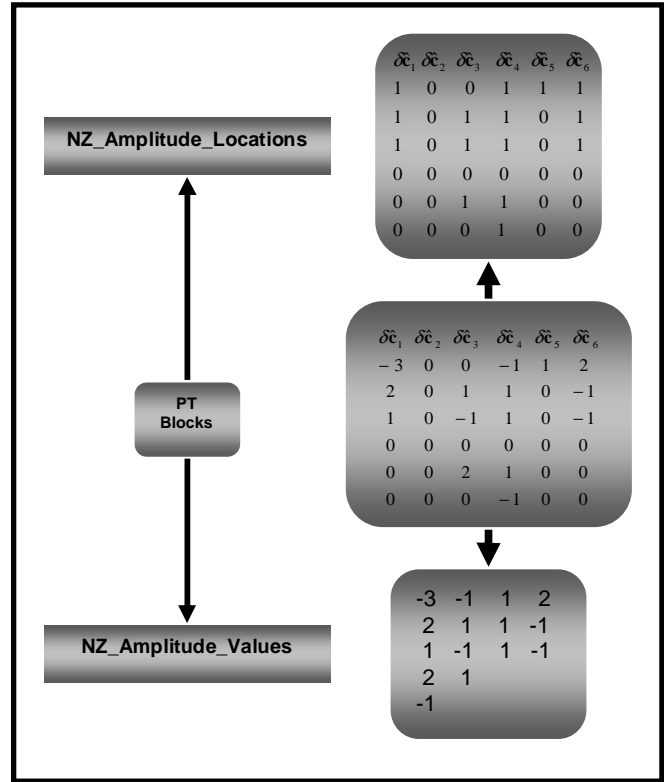 δĉ₁ δĉ₂ δĉ₃ δĉ₄ δĉ₅ δĉ₆
1 0 0 1 1 1
1 0 1 1 0 1
1 0 1 1 0 1
0 0 0 0 0 0
0 0 1 1 0 0
0 0 0 1 0 0
NZ_Amplitude_Locations
δĉ₁ δĉ₂ δĉ₃ δĉ₄ δĉ₅ δĉ₆
−3 0 0 −1 1 2
2 0 1 1 0 −1
1 0 −1 1 0 −1
0 0 0 0 0 0
0 0 2 1 0 0
0 0 0 −1 0 0
PT
Blocks
-3 -1 1 2
2 1 1 -1
1 -1 1 -1
2 1
-1
NZ_Amplitude_Values